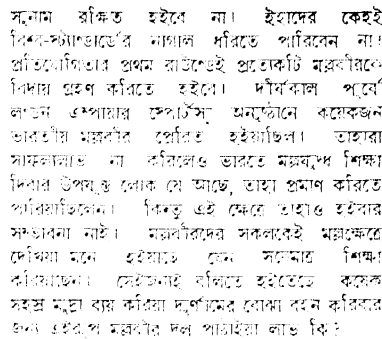 সুনাম রক্ষিত হইবে না। ইহাদের কেহই
বিশ্ব-স্ট্যাণ্ডার্ডের নাগাল ধরিতে পারিবেন না।
প্রতিযোগিতার প্রথম রাউণ্ডেই প্রত্যেকটি মল্লবীরকে
বিদায় গ্রহণ করিতে হইবে। দীর্ঘকাল পূর্বে
লণ্ডন এম্পায়ার স্পোর্টস্ অনুষ্ঠানে কয়েকজন
ভারতীয় মল্লবীর প্রেরিত হইয়াছিল। তাহারা
সাফল্যলাভ না করিলেও ভারতে মল্লযুদ্ধ শিক্ষা
দিবার উপযুক্ত লোক যে আছে, তাহা প্রমাণ করিতে
পারিয়াছিলেন। কিন্তু এই ক্ষেত্রে তাহাও হইবার
সম্ভাবনা নাই। মল্লবীরদের সকলকেই মল্লক্ষেত্রে
দেখিয়া মনে হইয়াছে যেন সবেমাত্র শিক্ষা
করিয়াছেন। সেইজন্যই বলিতে হইতেছে কয়েক
সহস্র মুদ্রা ব্যয় করিয়া দুর্নামের বোঝা বহন করিবার
জন্য এইরূপ মল্লবীর দল পাঠাইয়া লাভ কি?